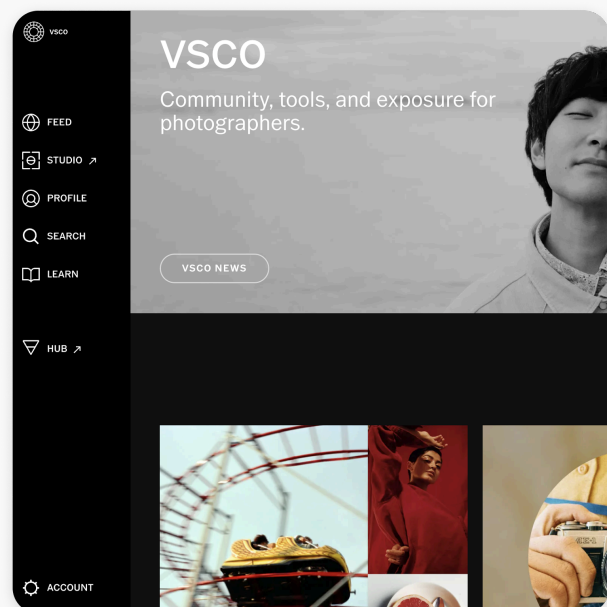 VSCO
FEED
STUDIO ↗
PROFILE
SEARCH
LEARN
HUB ↗
ACCOUNT
VSCO
Community, tools, and exposure for
photographers.
VSCO NEWS